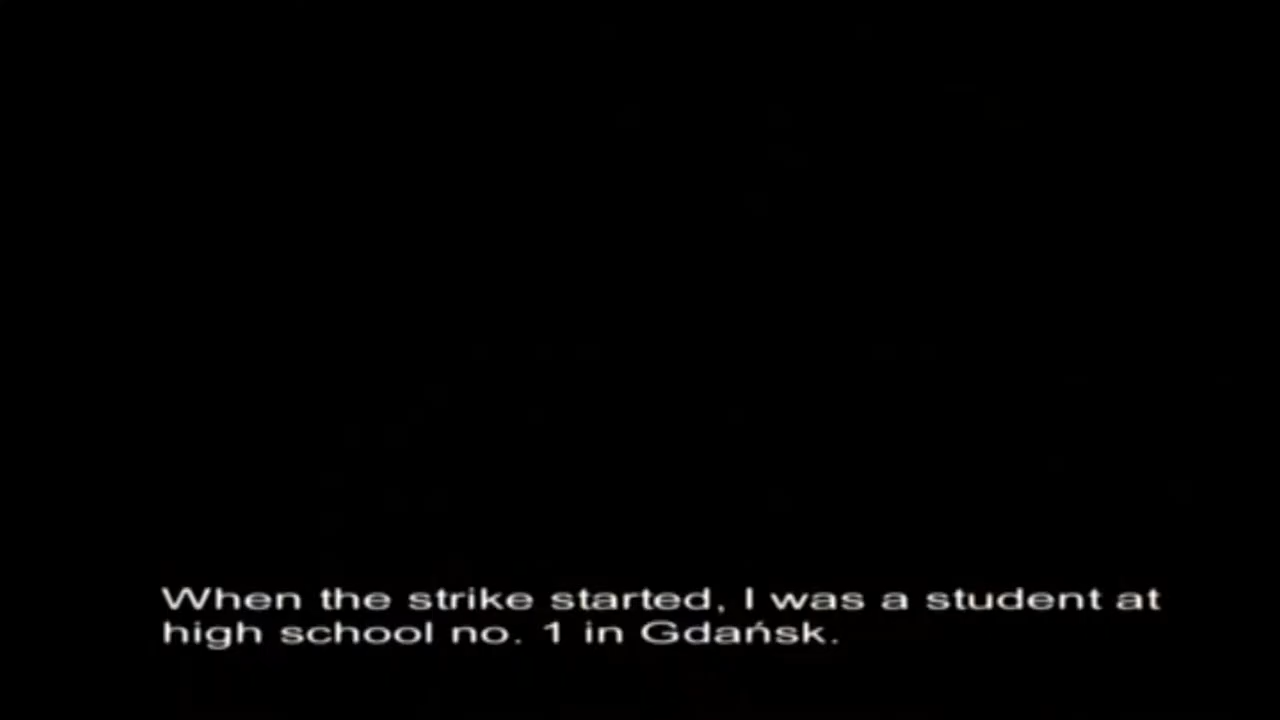 When the strike started, I was a student at
high school no. 1 in Gdańsk.